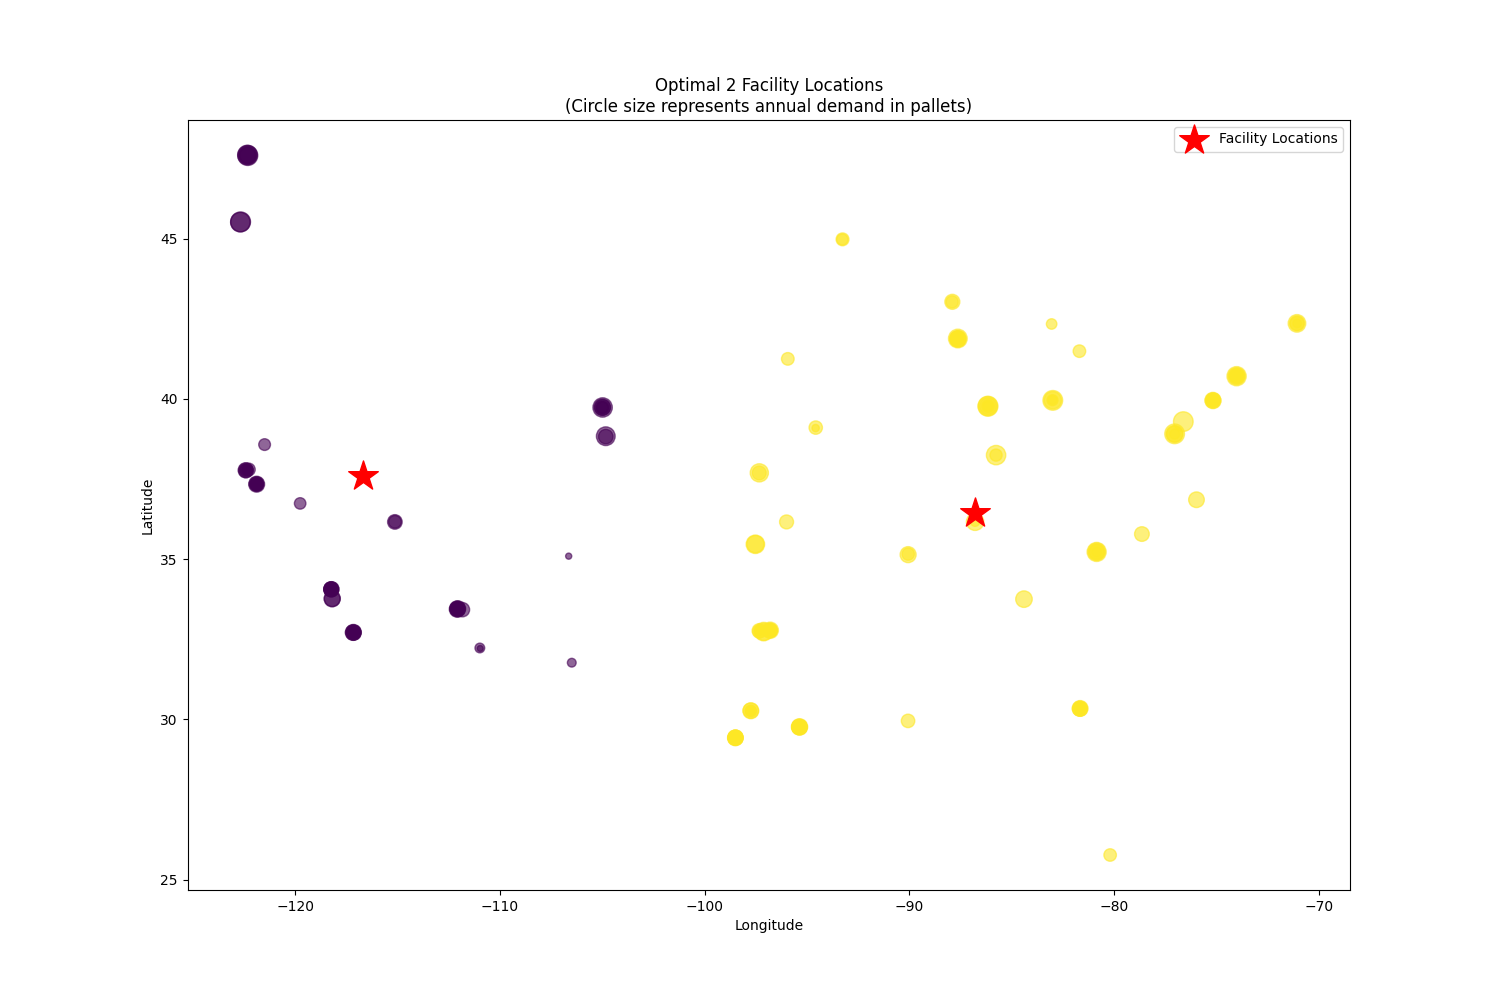 Optimal 2 Facility Locations
(Circle size represents annual demand in pallets)
Facility Locations
45
40
35
30
25
Latitude
−120
−110
−100
−90
−80
−70
Longitude